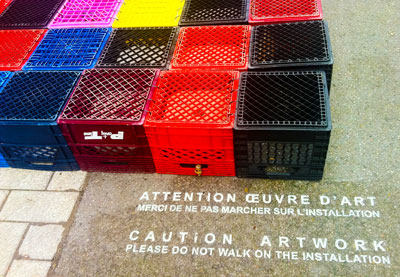 ATTENTION ŒUVRE D'ART
MERCI DE NE PAS MARCHER SUR L'INSTALLATION
CAUTiON ARTWORK
PLEASE DO NOT WALK ON THE INSTALLATION